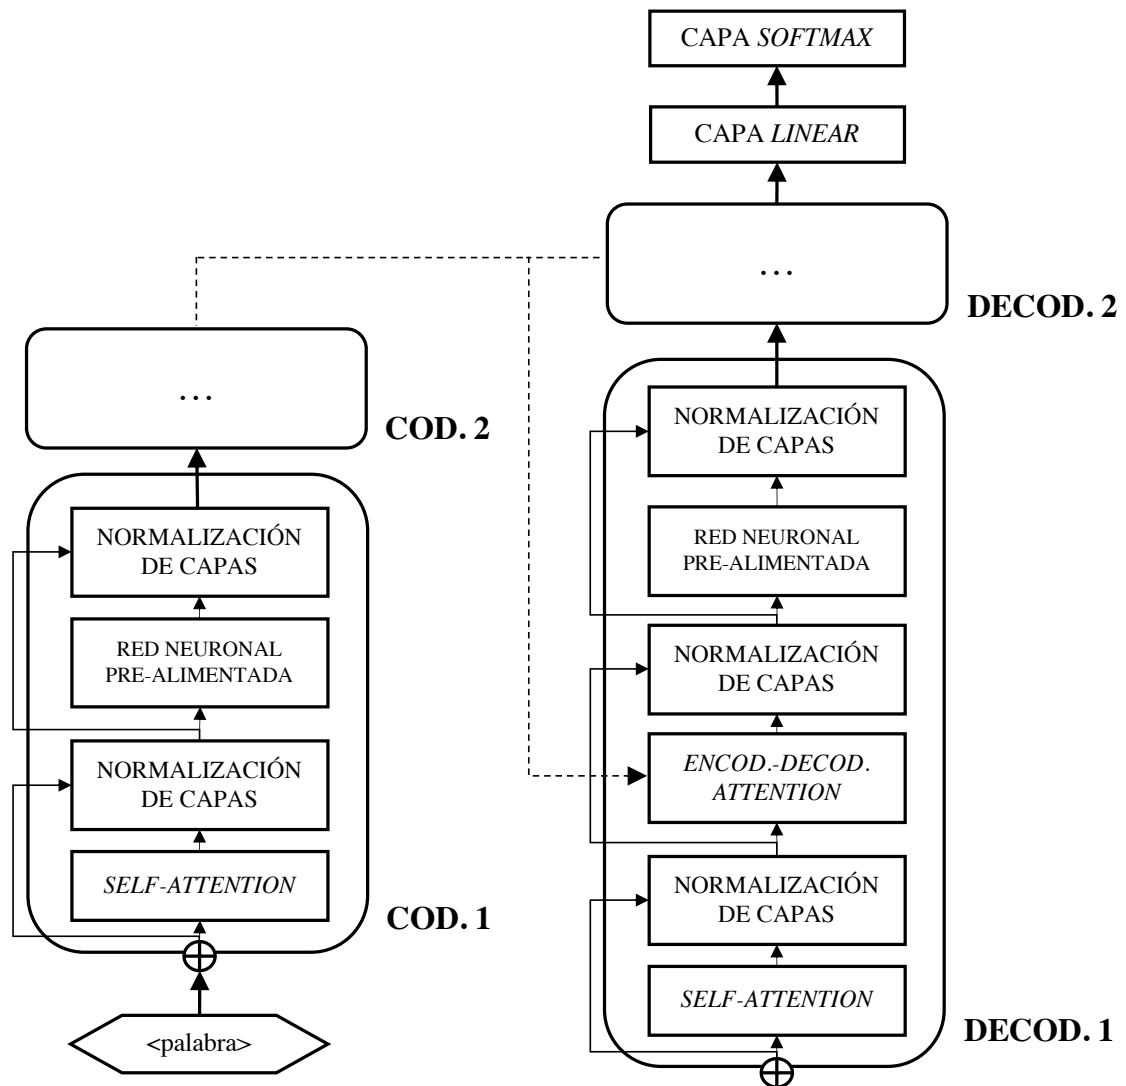 CAPA SOFTMAX
CAPA LINEAR
…
DECOD. 2
…
COD. 2
NORMALIZACIÓN
DE CAPAS
RED NEURONAL
PRE-ALIMENTADA
NORMALIZACIÓN
DE CAPAS
SELF-ATTENTION
COD. 1
<palabra>
NORMALIZACIÓN
DE CAPAS
RED NEURONAL
PRE-ALIMENTADA
NORMALIZACIÓN
DE CAPAS
ENCOD.-DECOD.
ATTENTION
NORMALIZACIÓN
DE CAPAS
SELF-ATTENTION
DECOD. 1